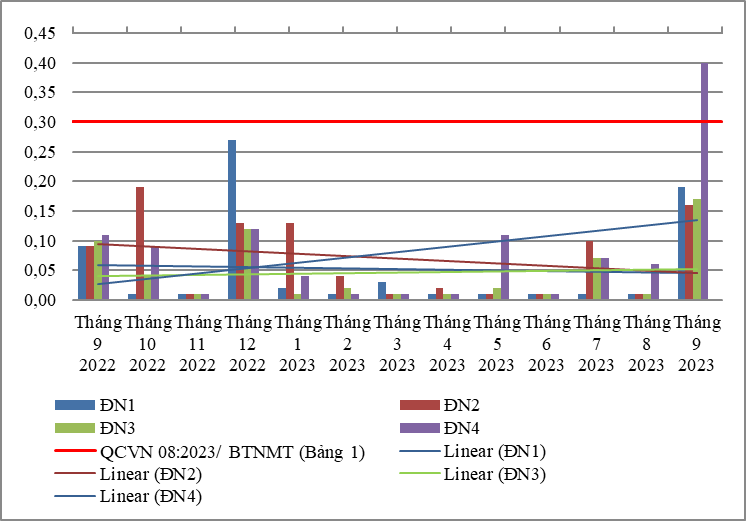 0,45
0,40
0,35
0,30
0,25
0,20
0,15
0,10
0,05
0,00
Tháng Tháng Tháng Tháng Tháng Tháng Tháng Tháng Tháng Tháng Tháng Tháng Tháng
9 10 11 12 1 2 3 4 5 6 7 8 9
2022 2022 2022 2022 2023 2023 2023 2023 2023 2023 2023 2023 2023
ĐN1 ĐN2
ĐN3 ĐN4
QCVN 08:2023/ BTNMT (Bảng 1) Linear (ĐN1)
Linear (ĐN2) Linear (ĐN3)
Linear (ĐN4)